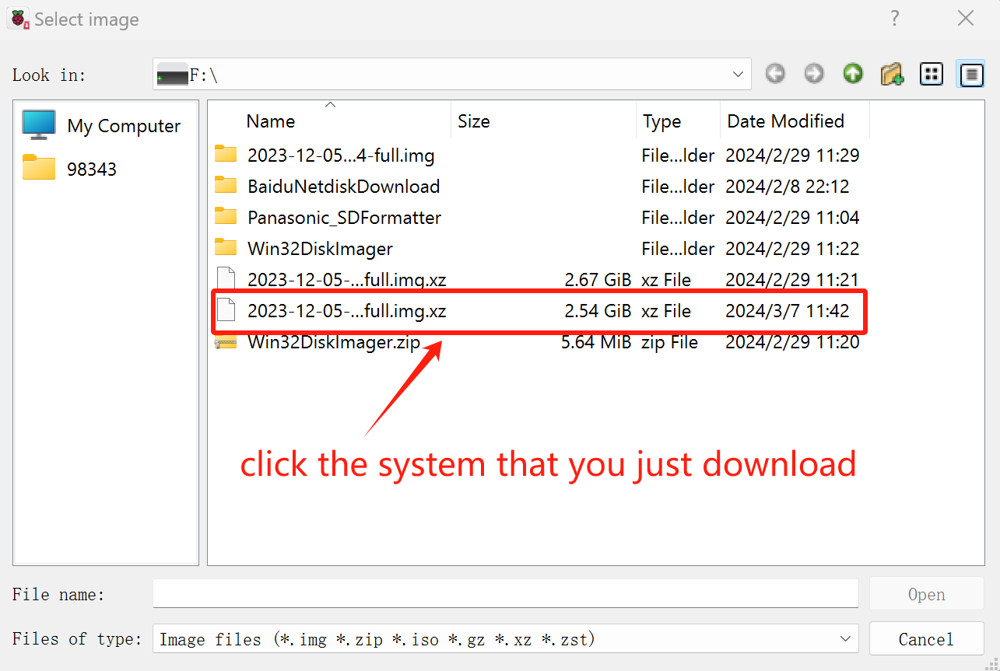 Select image
Look in: F:\
My Computer
98343
Name Size Type Date Modified
2023-12-05...4-full.img File...lder 2024/2/29 11:29
BaiduNetdiskDownload File...lder 2024/2/8 22:12
Panasonic_SDFormatter File...lder 2024/2/29 11:04
Win32DiskImager File...lder 2024/2/29 11:22
2023-12-05-...full.img.xz 2.67 GiB xz File 2024/2/29 11:21
2023-12-05-...full.img.xz 2.54 GiB xz File 2024/3/7 11:42
Win32DiskImager.zip 5.64 MiB zip File 2024/2/29 11:20
click the system that you just download
File name: Open
Files of type: Image files (*.img *.zip *.iso *.gz *.xz *.zst) Cancel